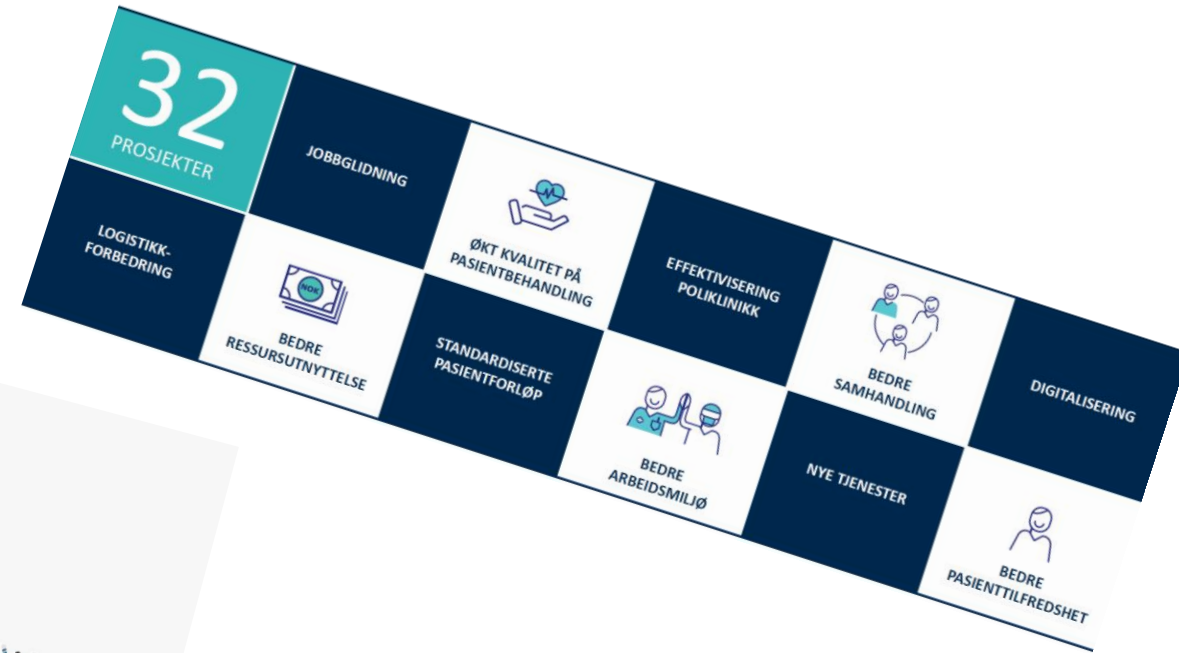 32
PROSJEKTER
JOBBGLIDNING
ØKT KVALITET PÅ
PASIENTBEHANDLING
EFFEKTIVISERING
POLIKLINIKK
BEDRE
SAMHANDLING
DIGITALISERING
LOGISTIKK-
FORBEDRING
NOK
BEDRE
RESSURSUTNYTTELSE
STANDARDISERTE
PASIENTFORLØP
BEDRE
ARBEIDSMILJØ
NYE TJENESTER
BEDRE
PASIENTTILFREDSHET